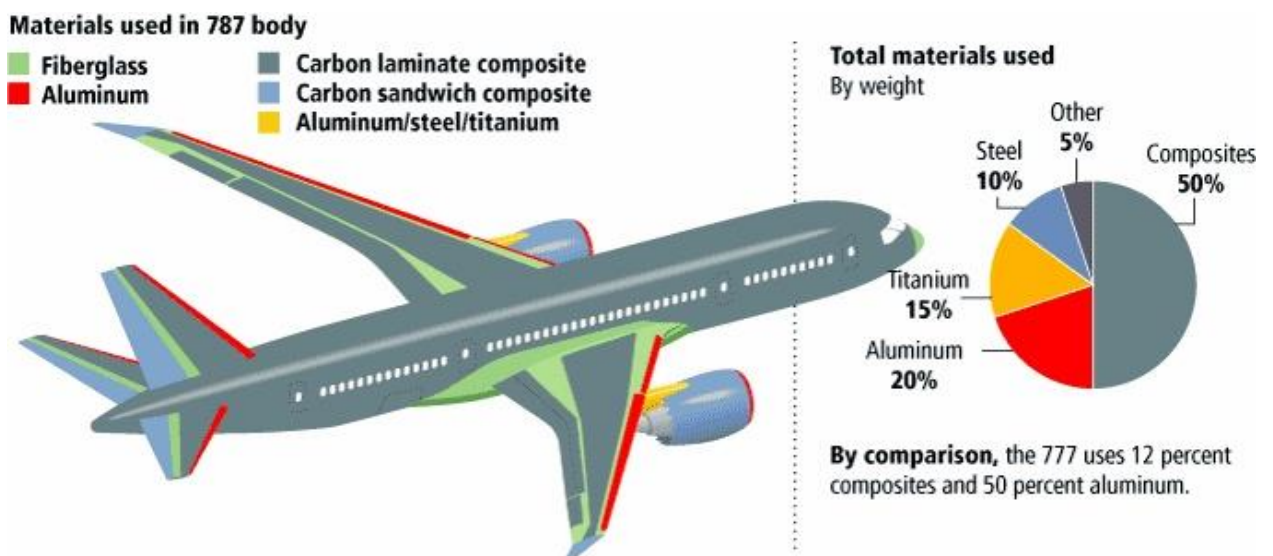 Materials used in 787 body
Fiberglass
Aluminum
Carbon laminate composite
Carbon sandwich composite
Aluminum/steel/titanium
Total materials used
By weight
Other
5%
Steel
10%
Composites
50%
Titanium
15%
Aluminum
20%
By comparison, the 777 uses 12 percent
composites and 50 percent aluminum.